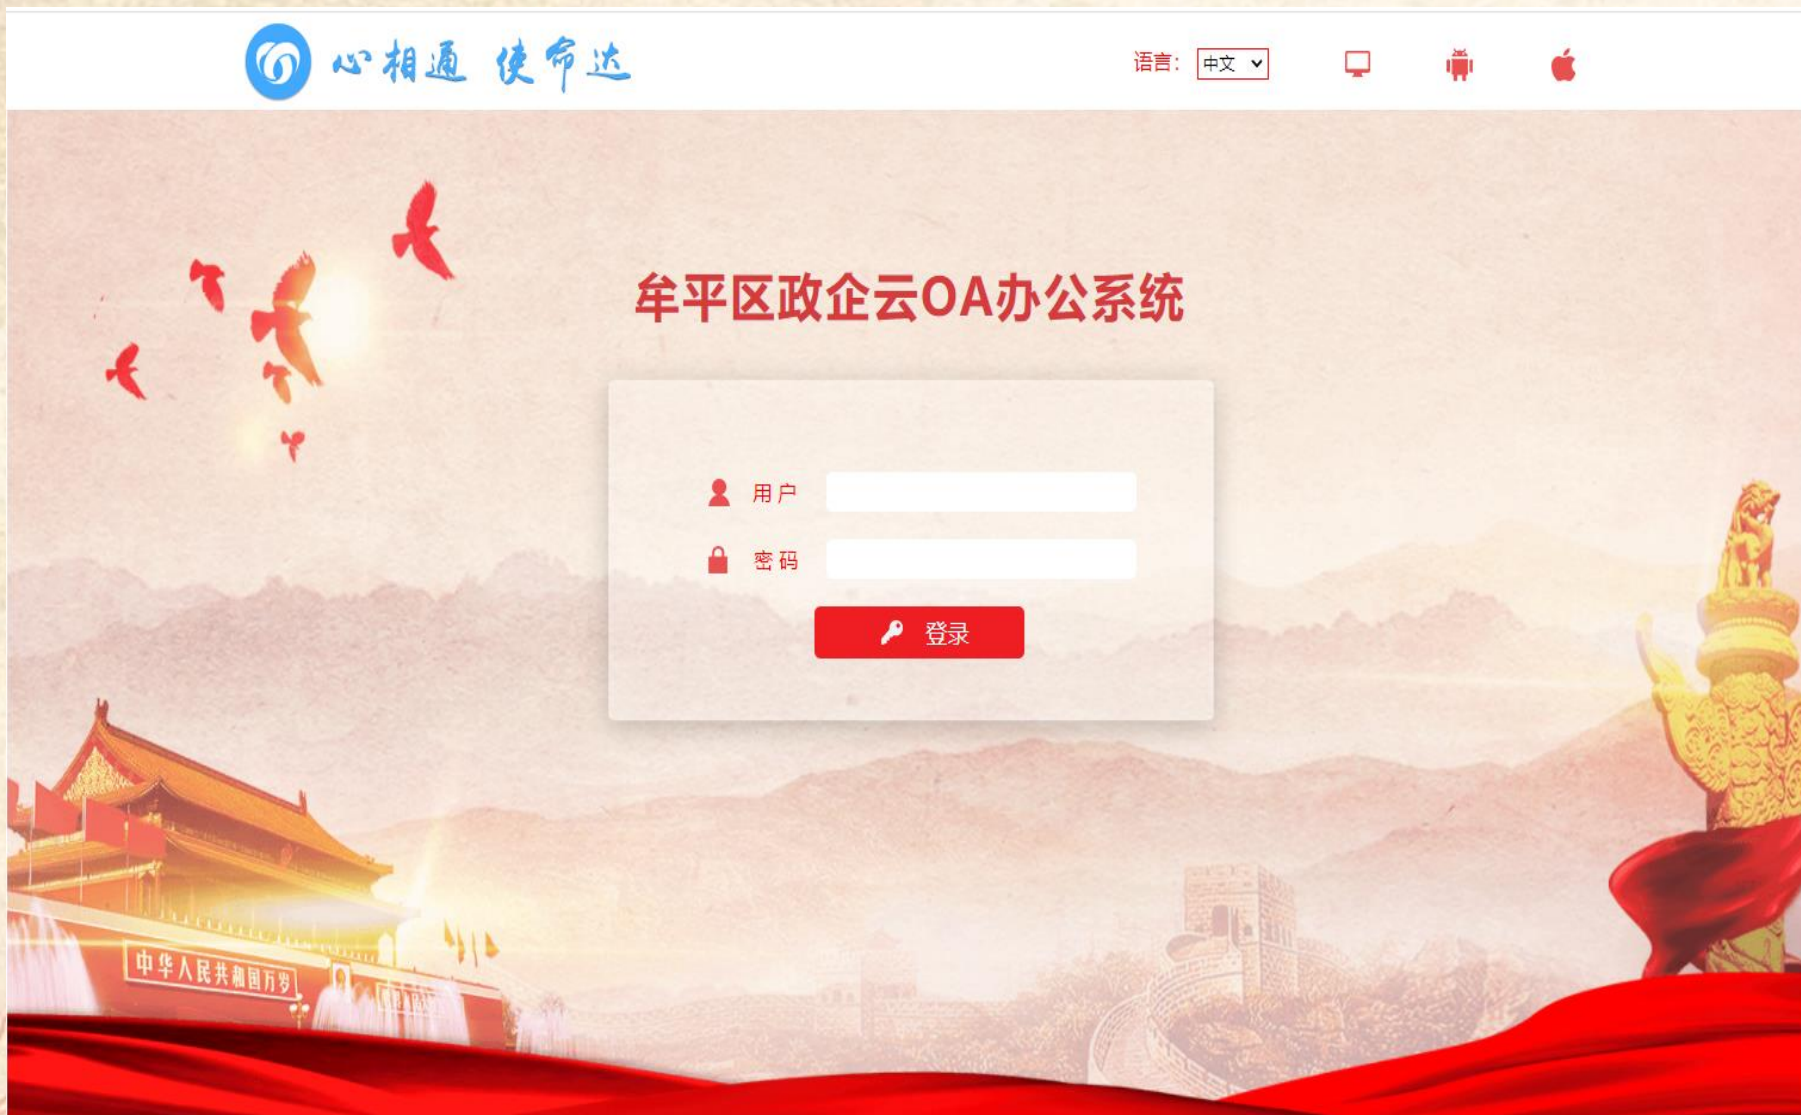 心相通 使命达
语言: 中文
牟平区政企云OA办公系统
用户
密码
登录
中华人民共和国万岁